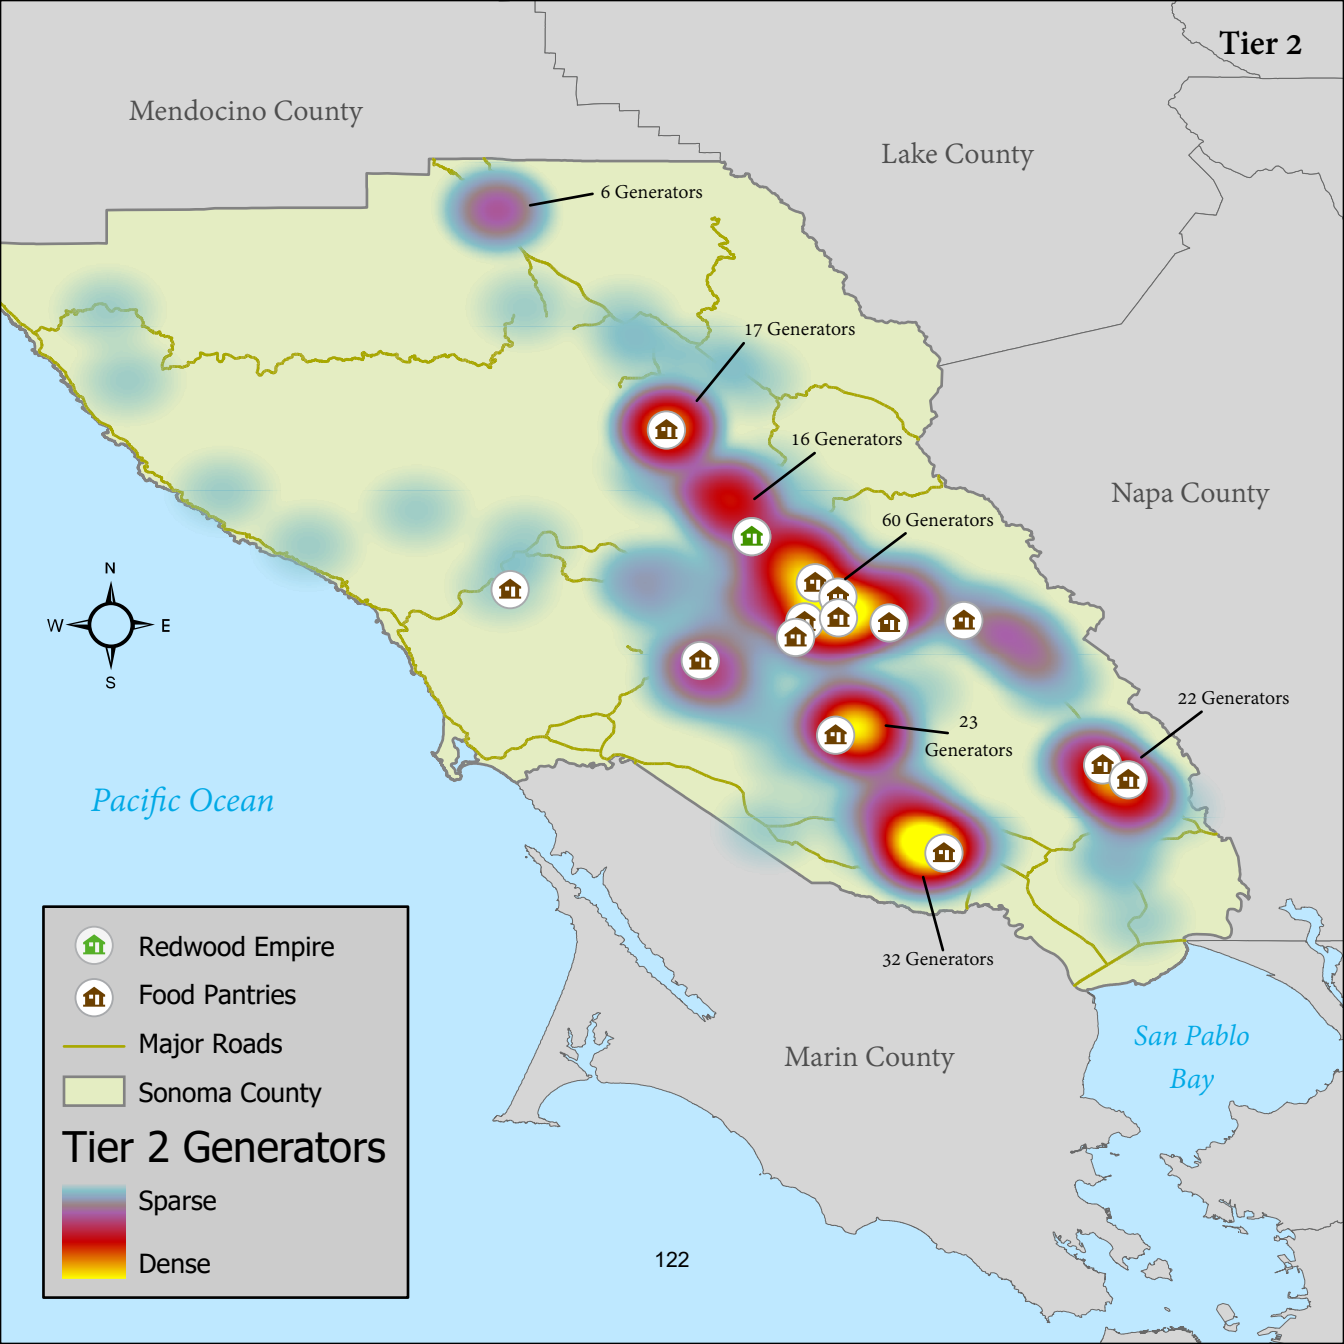 Tier 2
Mendocino County
Lake County
6 Generators
17 Generators
16 Generators
Napa County
60 Generators
N
W
E
S
22 Generators
23
Generators
Pacific Ocean
32 Generators
Redwood Empire
Food Pantries
Major Roads
Sonoma County
Tier 2 Generators
Sparse
Dense
Marin County
San Pablo
Bay
122